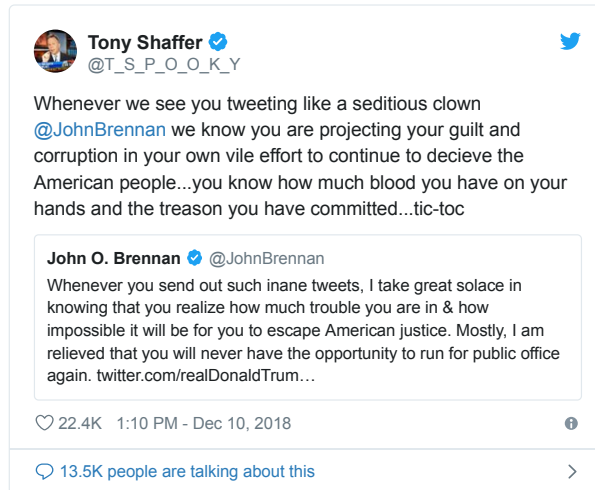 Tony Shaffer
@T_S_P_O_O_K_Y
Whenever we see you tweeting like a seditious clown
@JohnBrennan we know you are projecting your guilt and
corruption in your own vile effort to continue to decieve the
American people...you know how much blood you have on your
hands and the treason you have committed...tic-toc
John O. Brennan @JohnBrennan
Whenever you send out such inane tweets, I take great solace in
knowing that you realize how much trouble you are in & how
impossible it will be for you to escape American justice. Mostly, I am
relieved that you will never have the opportunity to run for public office
again. twitter.com/realDonaldTrum…
22.4K 1:10 PM - Dec 10, 2018
13.5K people are talking about this